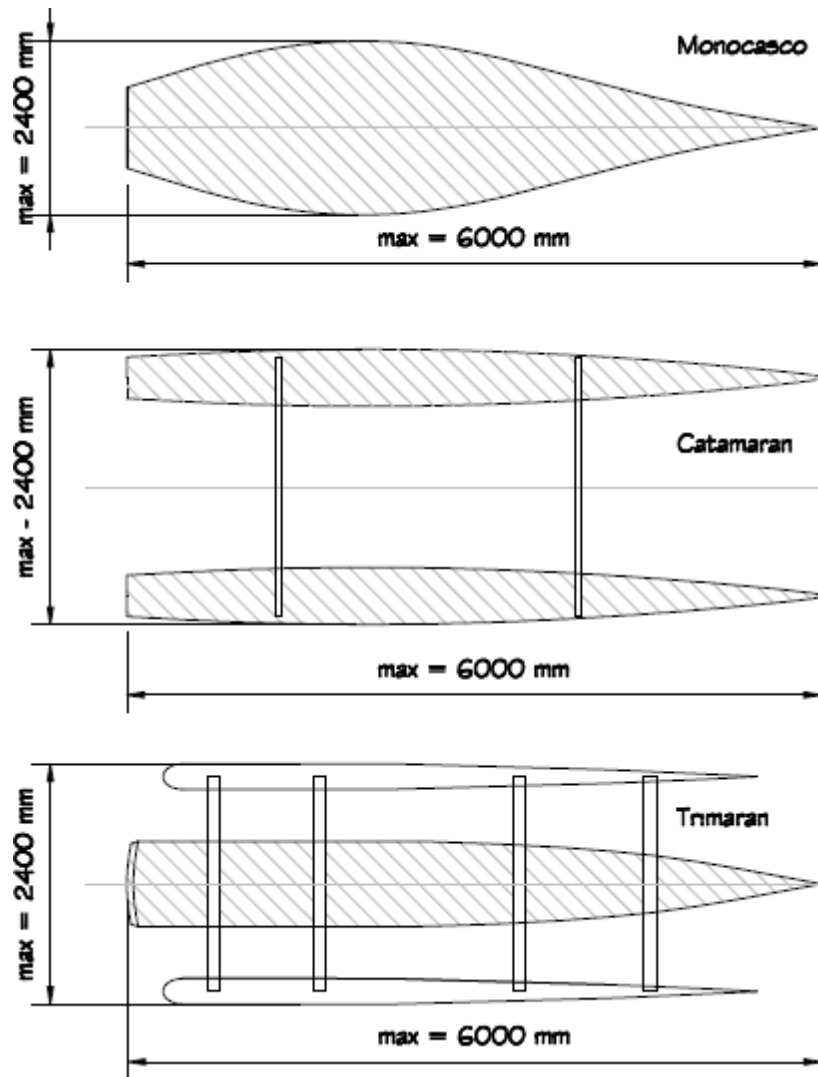 Monocasco
max = 2400 mm
max = 6000 mm
max - 2400 mm
Catamaran
max = 6000 mm
max = 2400 mm
Trimaran
max = 6000 mm